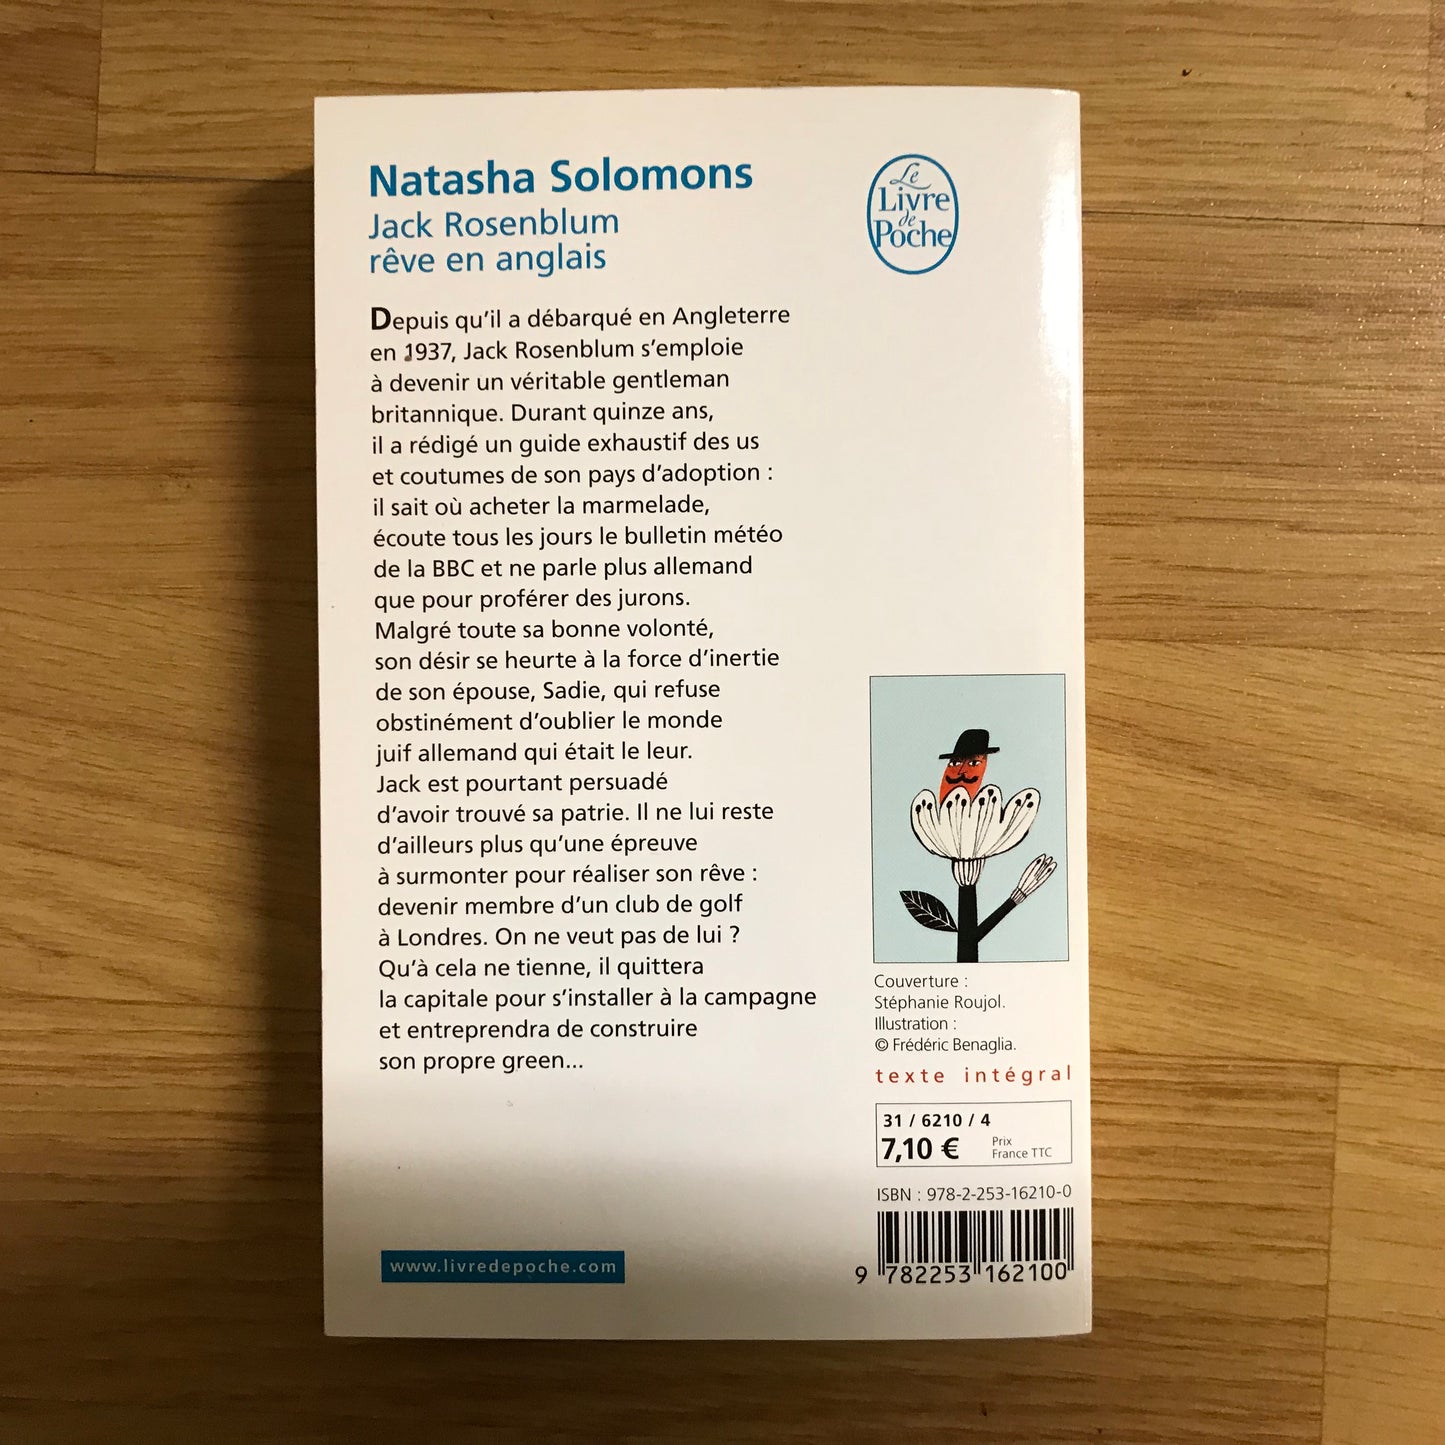 Natasha Solomons
Jack Rosenblum
rêve en anglais
Le
Livre
de
Poche
Depuis qu'il a débarqué en Angleterre
en 1937, Jack Rosenblum s'emploie
à devenir un véritable gentleman
britannique. Durant quinze ans,
il a rédigé un guide exhaustif des us
et coutumes de son pays d'adoption :
il sait où acheter la marmelade,
écoute tous les jours le bulletin météo
de la BBC et ne parle plus allemand
que pour proférer des jurons.
Malgré toute sa bonne volonté,
son désir se heurte à la force d'inertie
de son épouse, Sadie, qui refuse
obstinément d'oublier le monde
juif allemand qui était le leur.
Jack est pourtant persuadé
d'avoir trouvé sa patrie. Il ne lui reste
d'ailleurs plus qu'une épreuve
à surmonter pour réaliser son rêve :
devenir membre d'un club de golf
à Londres. On ne veut pas de lui ?
Qu'à cela ne tienne, il quittera
la capitale pour s'installer à la campagne
et entreprendra de construire
son propre green...
Couverture :
Stéphanie Roujol.
Illustration :
© Frédéric Benaglia.
texte intégral
31 / 6210 / 4
7,10 € Prix
France TTC
ISBN : 978-2-253-16210-0
9 782253 162100
www.livredepoche.com